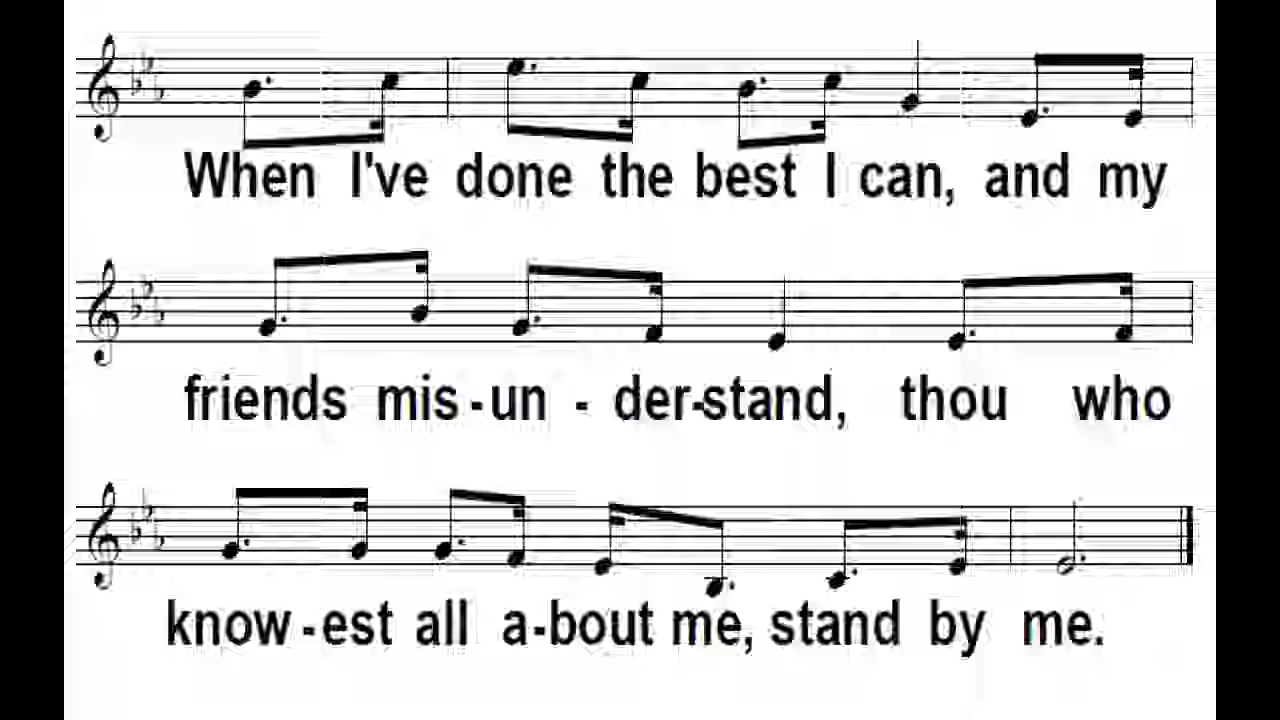 When I've done the best I can, and my
friends mis-un - der-stand, thou who
know-est all a-bout me, stand by me.